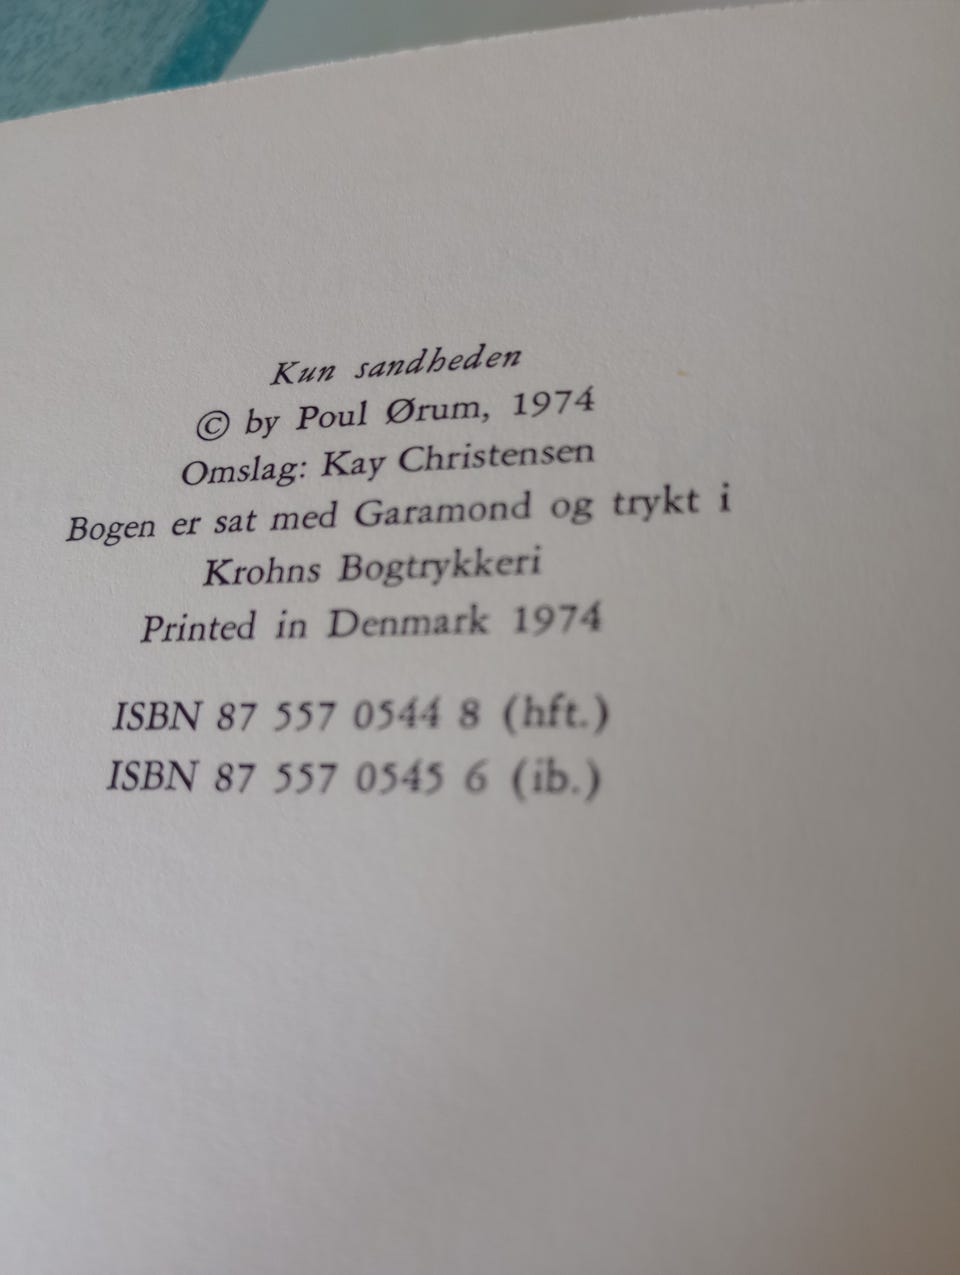 Kun sandheden
© by Poul Ørum, 1974
Omslag: Kay Christensen
Bogen er sat med Garamond og trykt i
Krohns Bogtrykkeri
Printed in Denmark 1974
ISBN 87 557 0544 8 (hft.)
ISBN 87 557 0545 6 (ib.)